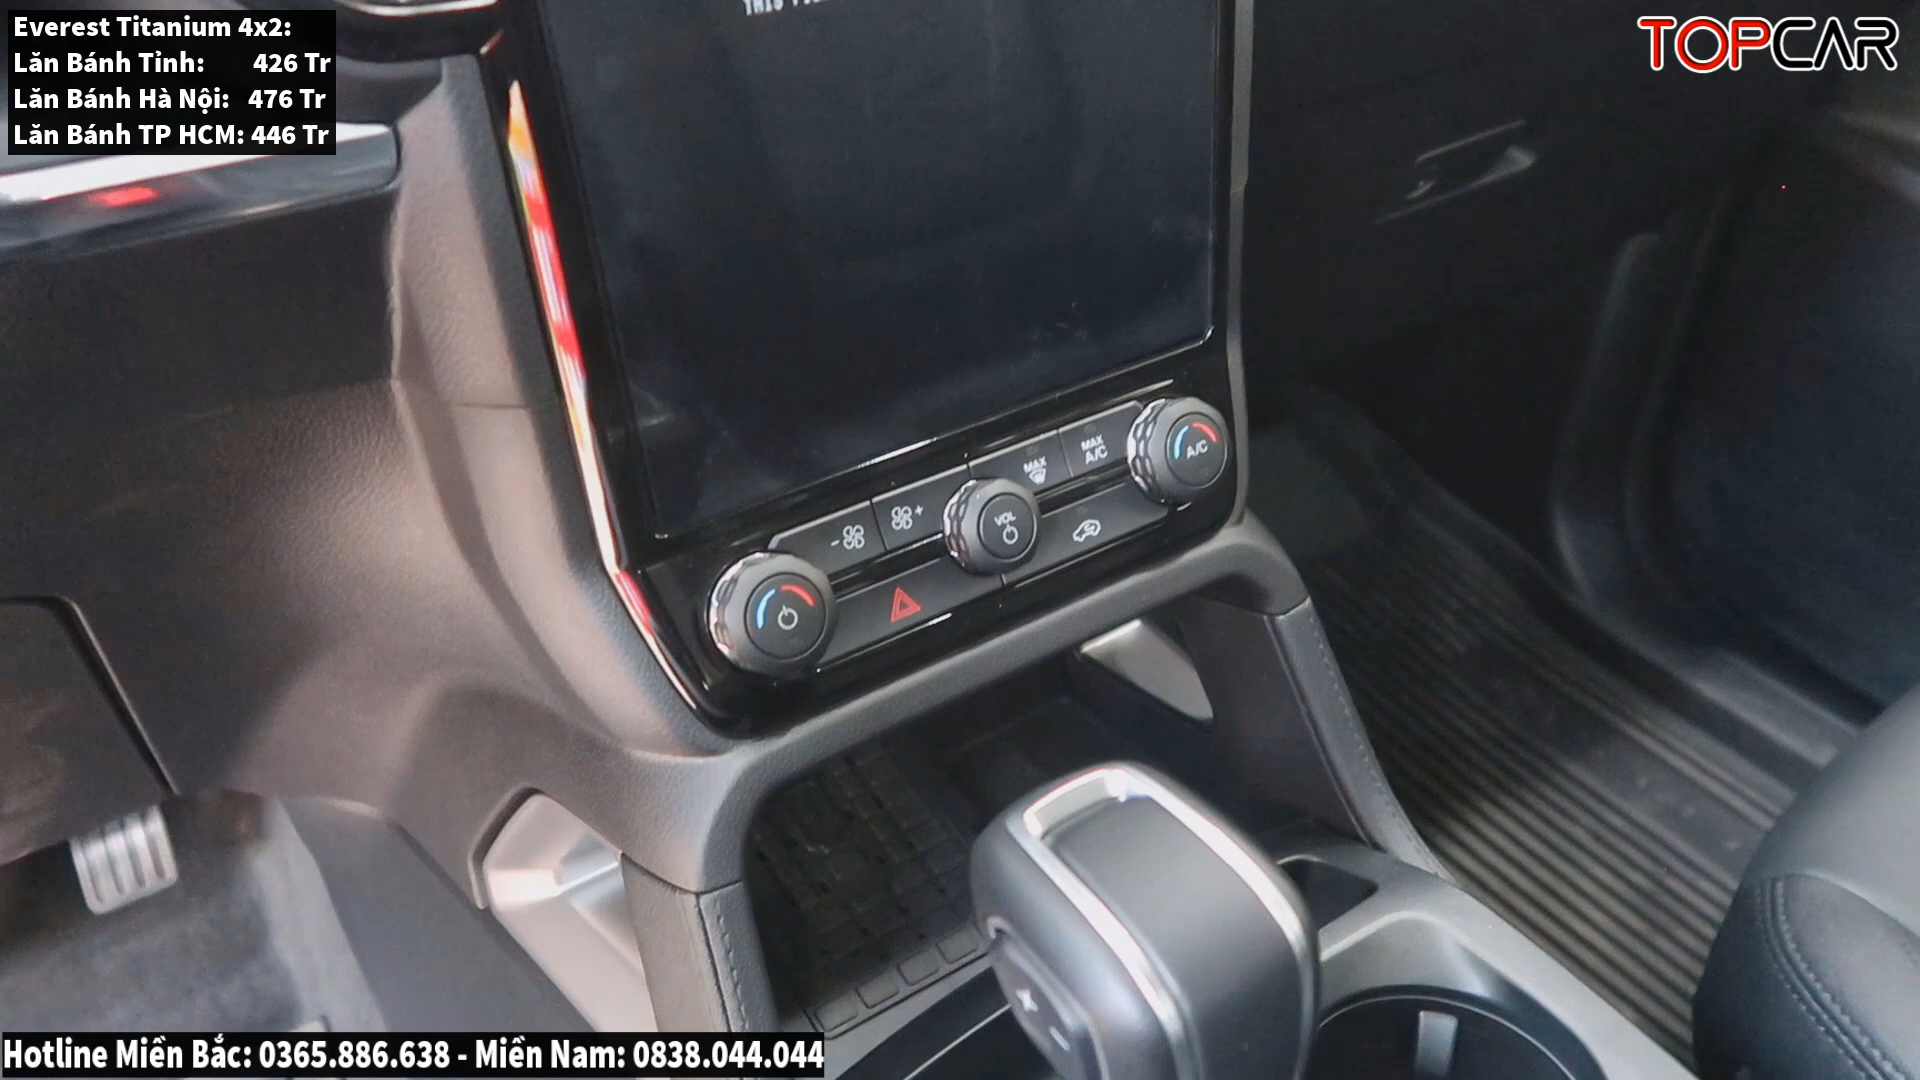 Everest Titanium 4x2:
Lăn Bánh Tỉnh: 426 Tr
Lăn Bánh Hà Nội: 476 Tr
Lăn Bánh TP HCM: 446 Tr
TOPCAR
THIS
MAX
A/C
MAX
A/C
VOL
Hotline Miền Bắc: 0365.886.638 - Miền Nam: 0838.044.044